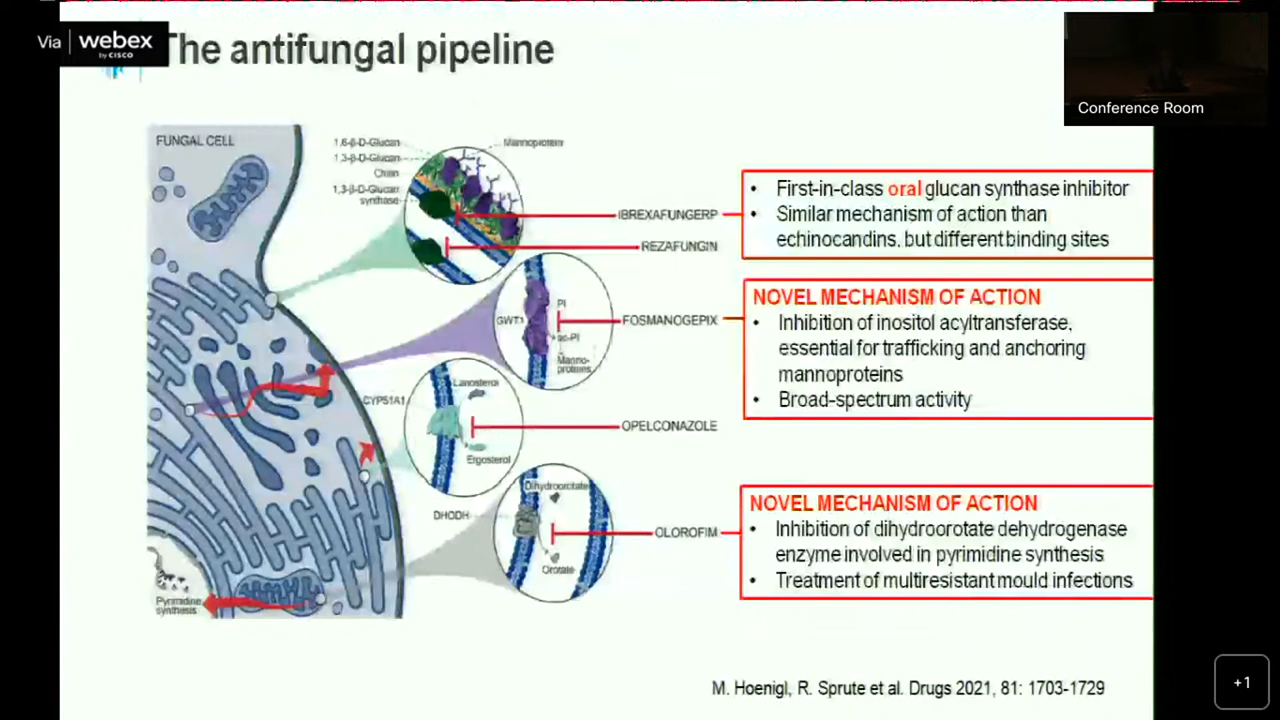 Via webex
by CISCO
The antifungal pipeline
Conference Room
FUNGAL CELL
1,6-β-D-Glucan
1,3-β-D-Glucan
Chitin
1,3-β-D-Glucan
synthase
Mannoprotein
IBREXAFUNGERP
REZAFUNGIN
• First-in-class oral glucan synthase inhibitor
• Similar mechanism of action than
echinocandins, but different binding sites
GWT1
PI
ac-PI
Manno-
proteins
FOSMANOGEPIX
NOVEL MECHANISM OF ACTION
• Inhibition of inositol acyltransferase,
essential for trafficking and anchoring
mannoproteins
• Broad-spectrum activity
CYP51A1
Lanosterol
Ergosterol
OPELCONAZOLE
DHODH
Dihydroorotate
Orotate
OLOROFIM
NOVEL MECHANISM OF ACTION
• Inhibition of dihydroorotate dehydrogenase
enzyme involved in pyrimidine synthesis
• Treatment of multiresistant mould infections
Pyrimidine
synthesis
M. Hoenigl, R. Sprute et al. Drugs 2021, 81: 1703-1729
+1